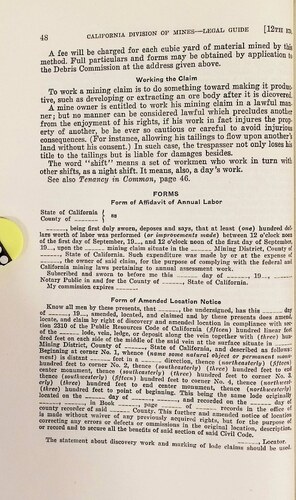 48 CALIFORNIA DIVISION OF MINES—LEGAL GUIDE [12TH ED.
A fee will be charged for each cubic yard of material mined by this
method. Full particulars and forms may be obtained by application to
the Debris Commission at the address given above.
Working the Claim
To work a mining claim is to do something toward making it produc-
tive, such as developing or extracting an ore body after it is discovered.
A mine owner is entitled to work his mining claim in a lawful man-
ner; but no man can be considered lawful which precludes another
from the enjoyment of his rights, if his work in fact injures the prop-
erty of another, be he ever so cautious or careful to avoid injurious
consequences. (For instance, allowing his tailings to flow upon another's
land without his consent.) In such case, the trespasser not only loses his
title to the tailings but is liable for damages besides.
The word "shift" means a set of workmen who work in turn with
other shifts, as a night shift. It means, also, a day's work.
See also Tenancy in Common, page 46.
FORMS
Form of Affidavit of Annual Labor
State of California }
County of } ss
being first duly sworn, deposes and says, that at least (one) hundred dol-
lars worth of work was performed (or improvements made) between 12 o'clock noon
of the first day of September, 19__, and 12 o'clock noon of the first day of September,
19__, upon the mining claim situate in the Mining District, County of
State of California. Such expenditure was made by or at the expense of
the owner of said claim, for the purpose of complying with the federal and
California mining laws pertaining to annual assessment work.
Subscribed and sworn to before me this day of 19__
Notary Public in and for the County of State of California.
My commission expires
Form of Amended Location Notice
Know all men by these presents, that the undersigned, has this day
of 19__, amended, located, and claimed and by these presents does amend,
locate, and claim by right of discovery and location in compliance with sec-
tion 2310 of the Public Resources Code of California (fifteen) hundred linear feet
of the lode, vein, ledge, or deposit along the vein together with (three) hun-
dred feet on each side of the middle of said vein at the surface situate in
Mining District, County of State of California, and described as follows:
Beginning at corner No. 1, whence (name some natural object or permanent monu-
ment) is distant feet in a direction, thence (northeasterly) (fifteen)
hundred feet to corner No. 2, thence (southeasterly) (three) hundred feet to end
center monument, thence (southeasterly) (three) hundred feet to corner No. 3,
thence (southwesterly) (fifteen) hundred feet to corner No. 4, thence (northwest-
erly) (three) hundred feet to end center monument, thence (northwesterly)
(three) hundred feet to point of beginning. This being the same lode originally
located on the day of and recorded on the day of
in Book page of records in the office of
county recorder of said County. This further and amended notice of location
is made without waiver of any previously acquired rights, but for the purpose of
correcting any errors or defects or omissions in the original location, description,
or record and to secure all the benefits of said section of said Civil Code.
, Locator.
The statement about discovery work and marking of lode claims should be used.